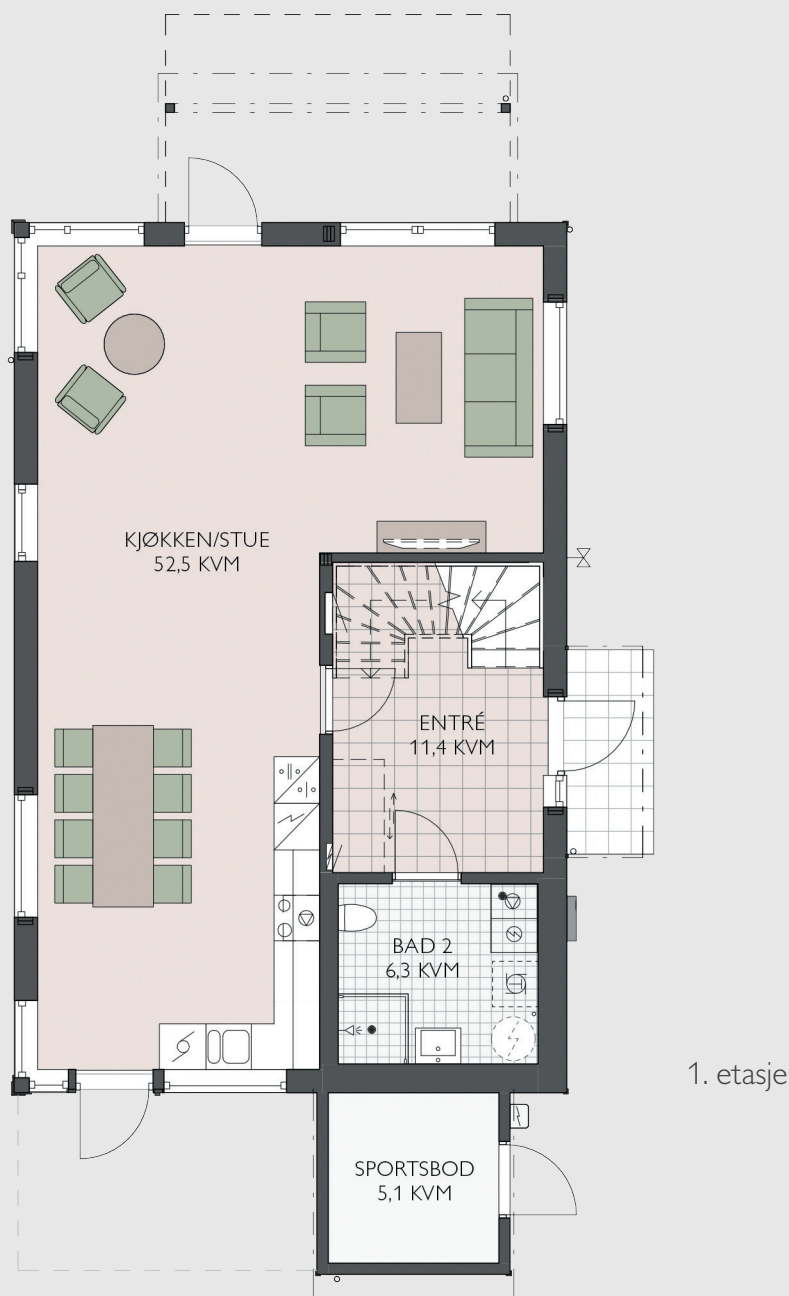 KJØKKEN/STUE
52,5 KVM
ENTRÉ
11,4 KVM
BAD 2
6,3 KVM
1. etasje
SPORTSBOD
5,1 KVM